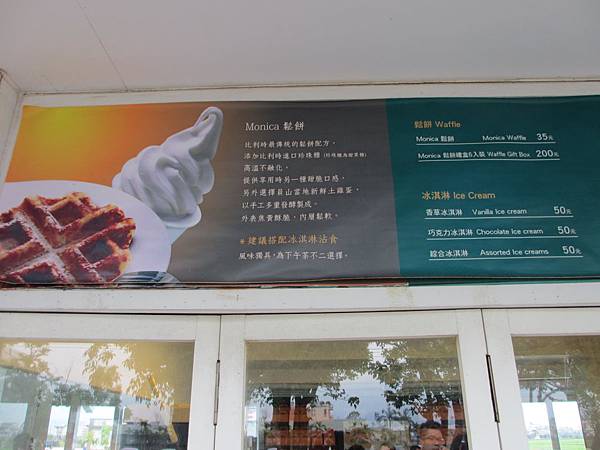 Monica 鬆餅
比利時最傳統的鬆餅配方,
添加比利時進口珍珠糖(珍珠糖為甜菜糖)
高溫不融化,
提供享用時另一種甜脆口感,
另外選擇員山當地新鮮土雞蛋,
以手工多重發酵製成,
外表焦黃酥脆,內層鬆軟。
*建議搭配冰淇淋沾食
風味獨具,為下午茶不二選擇。
鬆餅 Waffle
Monica 鬆餅 Monica Waffle 35元
Monica 鬆餅禮盒6入裝 Waffle Gift Box 200元
冰淇淋 Ice Cream
香草冰淇淋 Vanilla Ice cream 50元
巧克力冰淇淋 Chocolate Ice cream 50元
綜合冰淇淋 Assorted Ice creams 50元